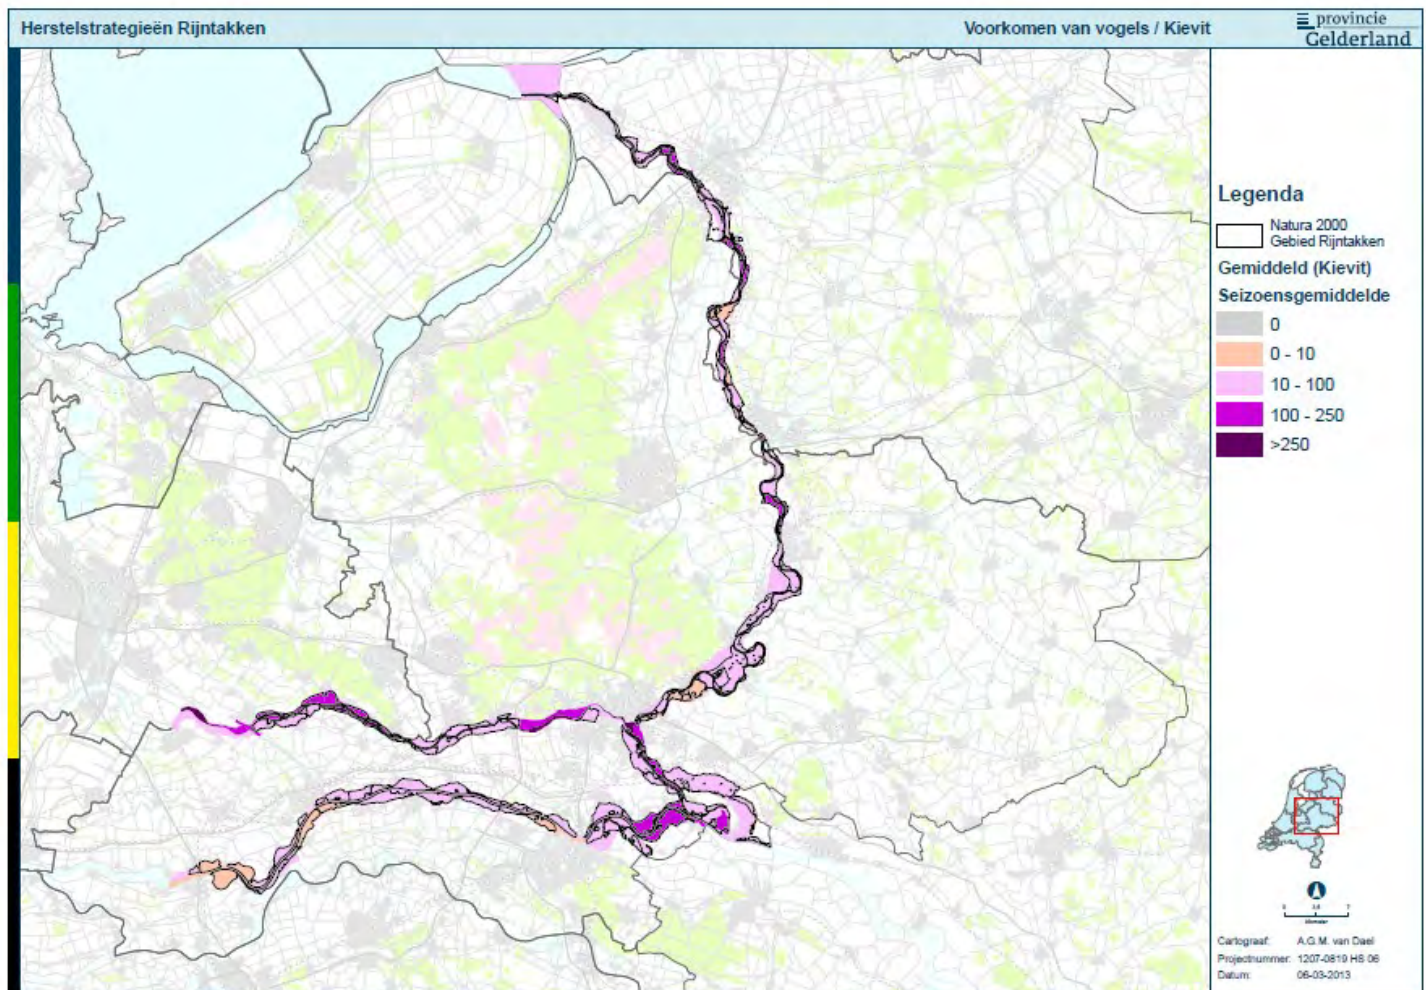 Herstelstrategieën Rijntakken
Voorkomen van vogels / Kievit
provincie
Gelderland
Legenda
Natura 2000
Gebied Rijntakken
Gemiddeld (Kievit)
Seizoensgemiddelde
0
0 - 10
10 - 100
100 - 250
>250
Cartograaf: A.G.M. van Dael
Projectnummer: 1207-0819 HS 06
Datum: 06-03-2013